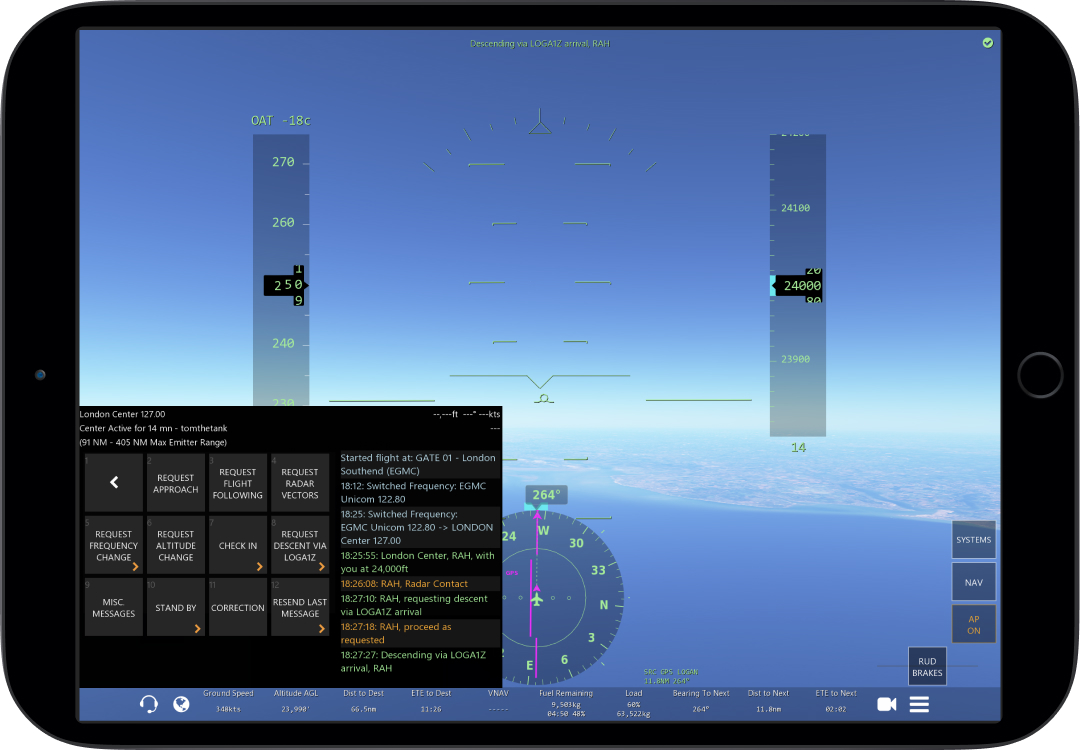 Descending via LOGA1Z arrival, RAH
OAT -18c
270
260
250
1
9
240
230
24200
24100
20
24000
80
23900
14
London Center 127.00
--,---ft ---° ---kts
Center Active for 14 mn - tomthetank
---
(91 NM - 405 NM Max Emitter Range)
1
2 REQUEST
APPROACH
3 REQUEST
FLIGHT
FOLLOWING
4 REQUEST
RADAR
VECTORS
5 REQUEST
FREQUENCY
CHANGE
6 REQUEST
ALTITUDE
CHANGE
7 CHECK IN
8 REQUEST
DESCENT VIA
LOGA1Z
9 MISC.
MESSAGES
10 STAND BY
11 CORRECTION
12 RESEND LAST
MESSAGE
Started flight at: GATE 01 - London
Southend (EGMC)
18:12: Switched Frequency: EGMC
Unicom 122.80
18:25: Switched Frequency:
EGMC Unicom 122.80 -> LONDON
Center 127.00
18:25:55: London Center, RAH, with
you at 24,000ft
18:26:08: RAH, Radar Contact
18:27:10: RAH, requesting descent
via LOGA1Z arrival
18:27:18: RAH, proceed as
requested
18:27:27: Descending via LOGA1Z
arrival, RAH
264°
24
W
30
33
N
3
6
E
GPS
SRC GPS LOGAN
11.8NM 264°
SYSTEMS
NAV
AP
ON
RUD
BRAKES
Ground Speed
348kts
Altitude AGL
23,990'
Dist to Dest
66.5nm
ETE to Dest
11:26
VNAV
-----
Fuel Remaining
9,503kg
04:50 48%
Load
60%
63,522kg
Bearing To Next
264°
Dist to Next
11.8nm
ETE to Next
02:02